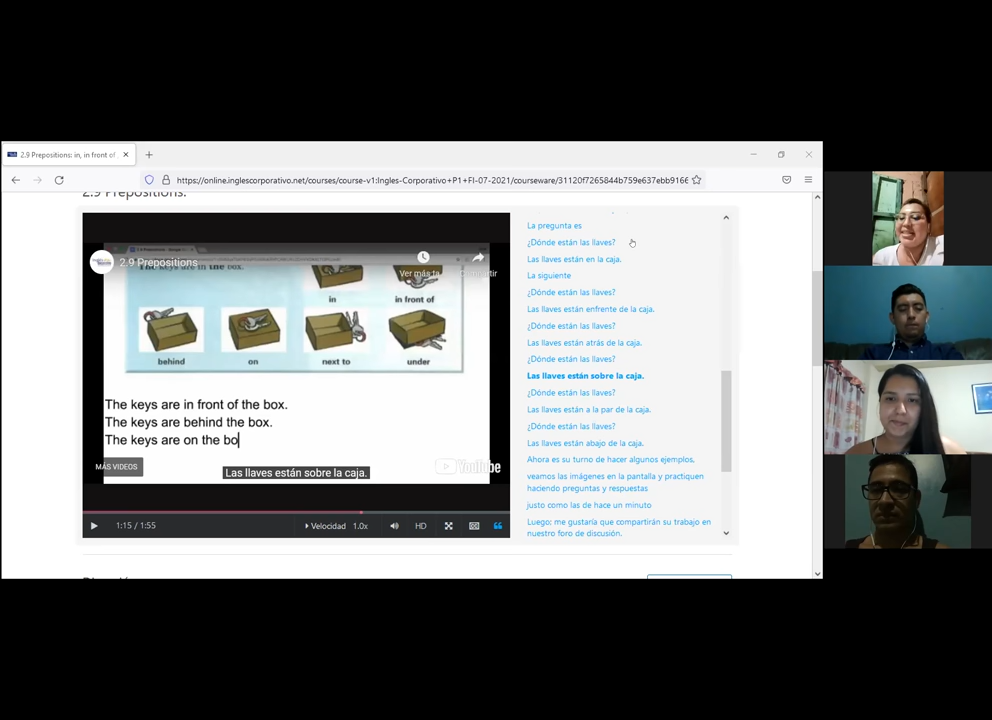 2.9 Prepositions: in, in front of
https://online.inglescorporativo.net/courses/course-v1:Ingles-Corporativo+P1+FI-07-2021/courseware/31120f7265844b759e637ebb9166
2.9 Prepositions:
2.9 Prepositions
The keys are in the box.
Ver más ta
in
in front of
behind
on
next to
under
The keys are in front of the box.
The keys are behind the box.
The keys are on the bo
MÁS VIDEOS
YouTube
Las llaves están sobre la caja.
1:15 / 1:55
Velocidad 1.0x
HD
La pregunta es
¿Dónde están las llaves?
Las llaves están en la caja.
La siguiente
¿Dónde están las llaves?
Las llaves están enfrente de la caja.
¿Dónde están las llaves?
Las llaves están atrás de la caja.
¿Dónde están las llaves?
Las llaves están sobre la caja.
¿Dónde están las llaves?
Las llaves están a la par de la caja.
¿Dónde están las llaves?
Las llaves están abajo de la caja.
Ahora es su turno de hacer algunos ejemplos,
veamos las imágenes en la pantalla y practiquen
haciendo preguntas y respuestas
justo como las de hace un minuto
Luego; me gustaría que compartirán su trabajo en
nuestro foro de discusión.